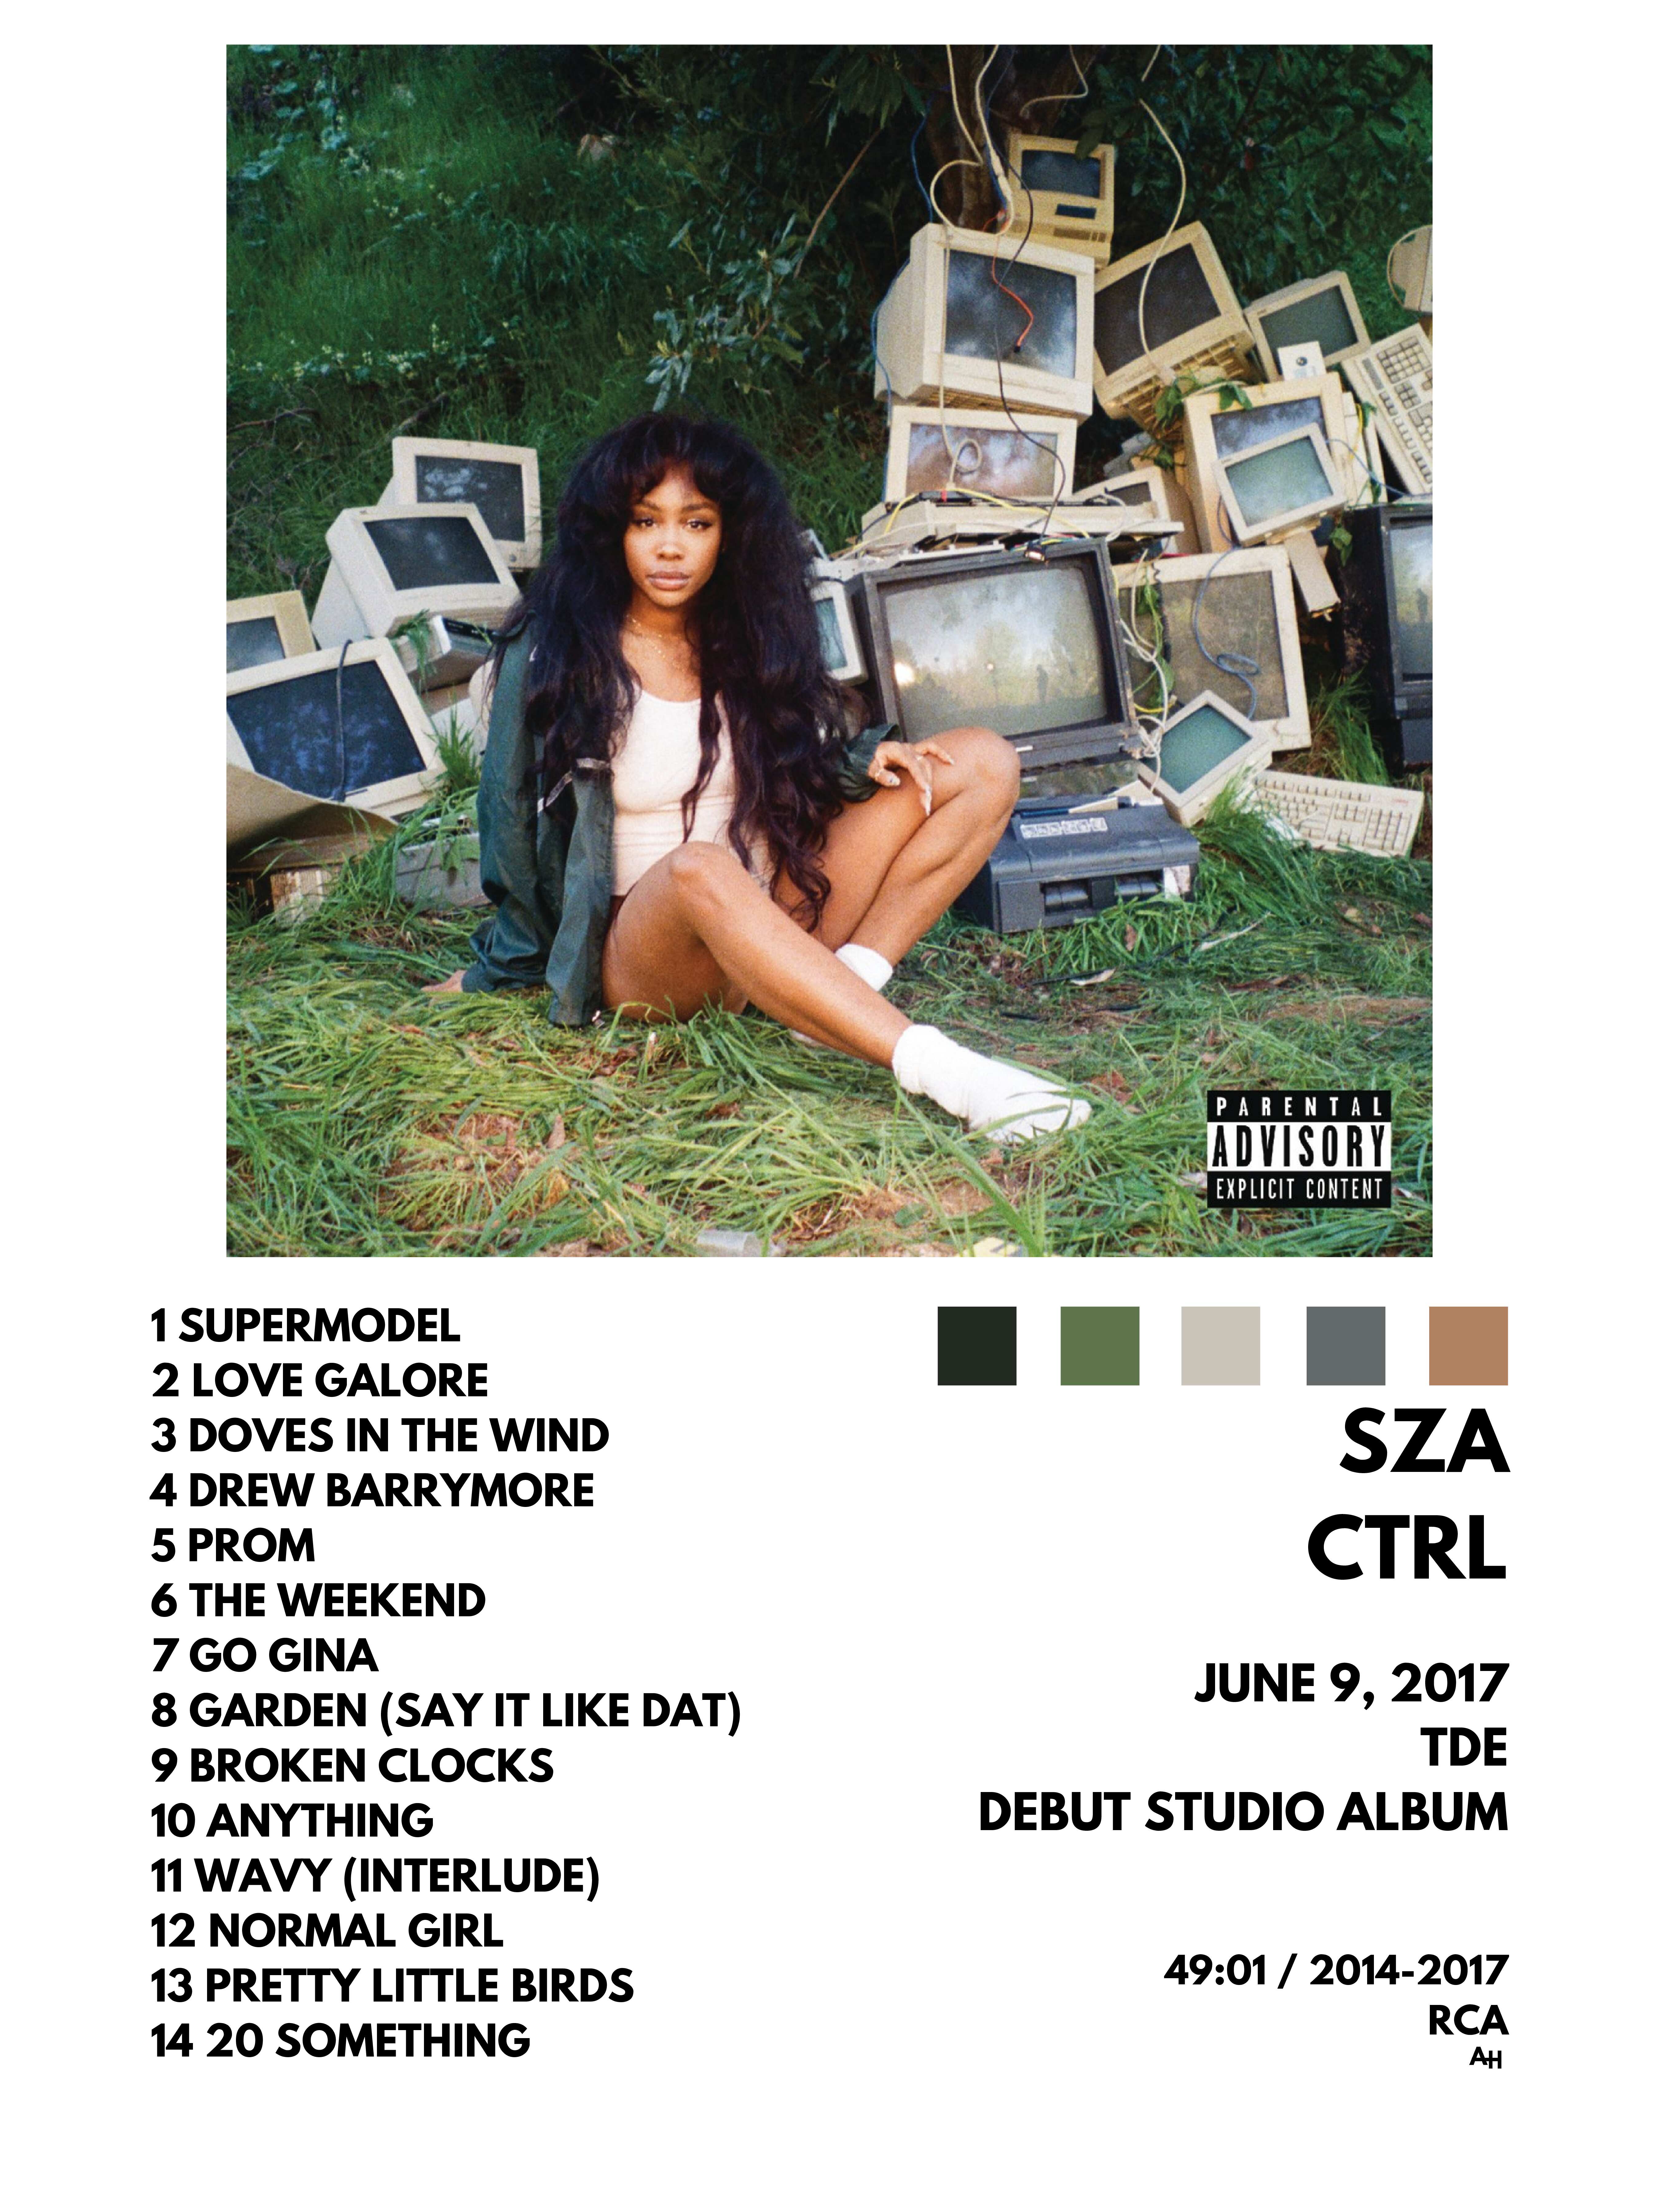 PARENTAL
ADVISORY
EXPLICIT CONTENT
1 SUPERMODEL
2 LOVE GALORE
3 DOVES IN THE WIND
4 DREW BARRYMORE
5 PROM
6 THE WEEKEND
7 GO GINA
8 GARDEN (SAY IT LIKE DAT)
9 BROKEN CLOCKS
10 ANYTHING
11 WAVY (INTERLUDE)
12 NORMAL GIRL
13 PRETTY LITTLE BIRDS
14 20 SOMETHING
SZA
CTRL
JUNE 9, 2017
TDE
DEBUT STUDIO ALBUM
49:01 / 2014-2017
RCA
AH